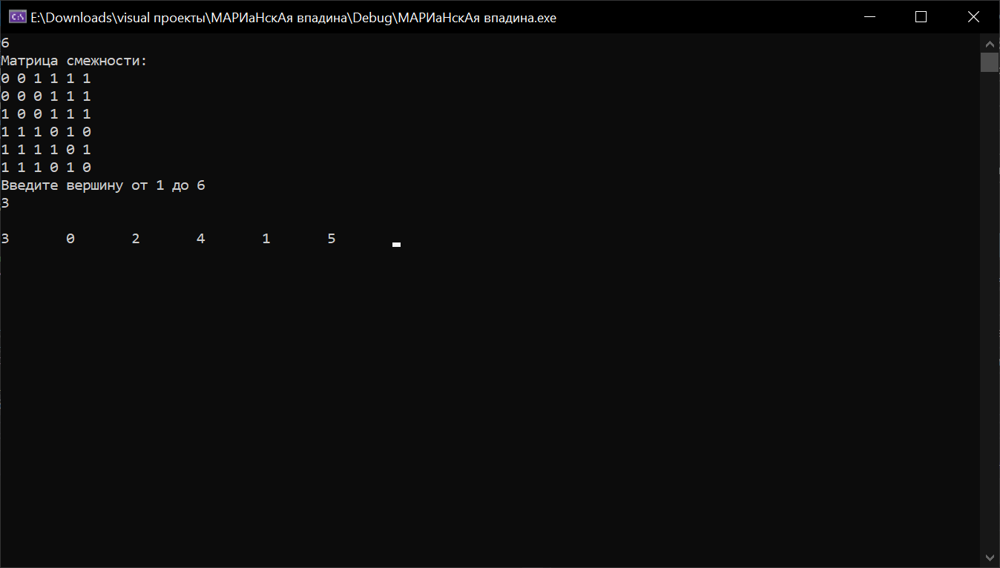 E:\Downloads\visual проекты\МАРИаНскАя впадина\Debug\МАРИаНскАя впадина.exe
6
Матрица смежности:
0 0 1 1 1 1
0 0 0 1 1 1
1 0 0 1 1 1
1 1 1 0 1 0
1 1 1 1 0 1
1 1 1 0 1 0
Введите вершину от 1 до 6
3
3 0 2 4 1 5